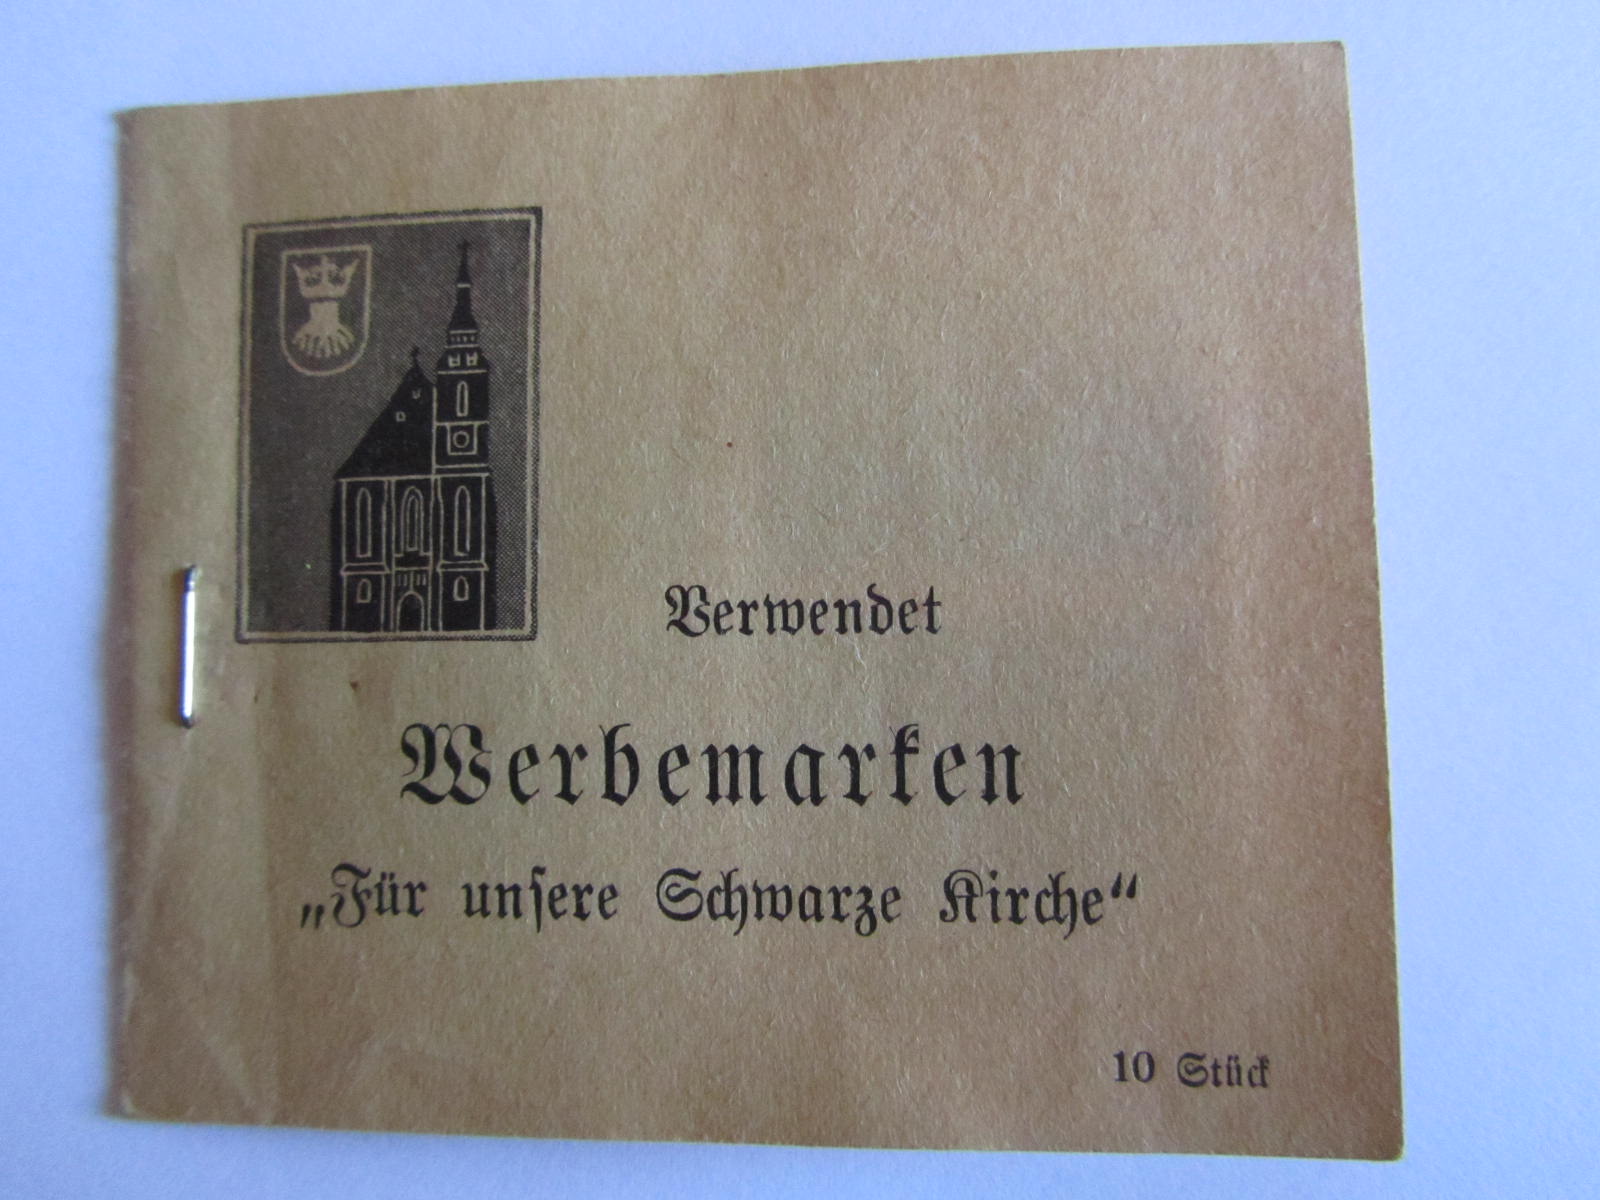 Verwendet
Werbemarken
„Für unsere Schwarze Kirche“
10 Stück